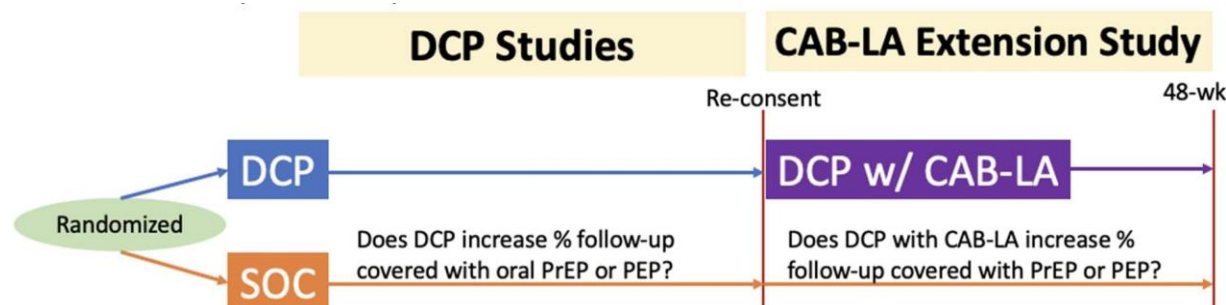 DCP Studies
CAB-LA Extension Study
Re-consent
48-wk
DCP
DCP w/ CAB-LA
Randomized
Does DCP increase % follow-up
covered with oral PrEP or PEP?
Does DCP with CAB-LA increase %
follow-up covered with PrEP or PEP?
SOC